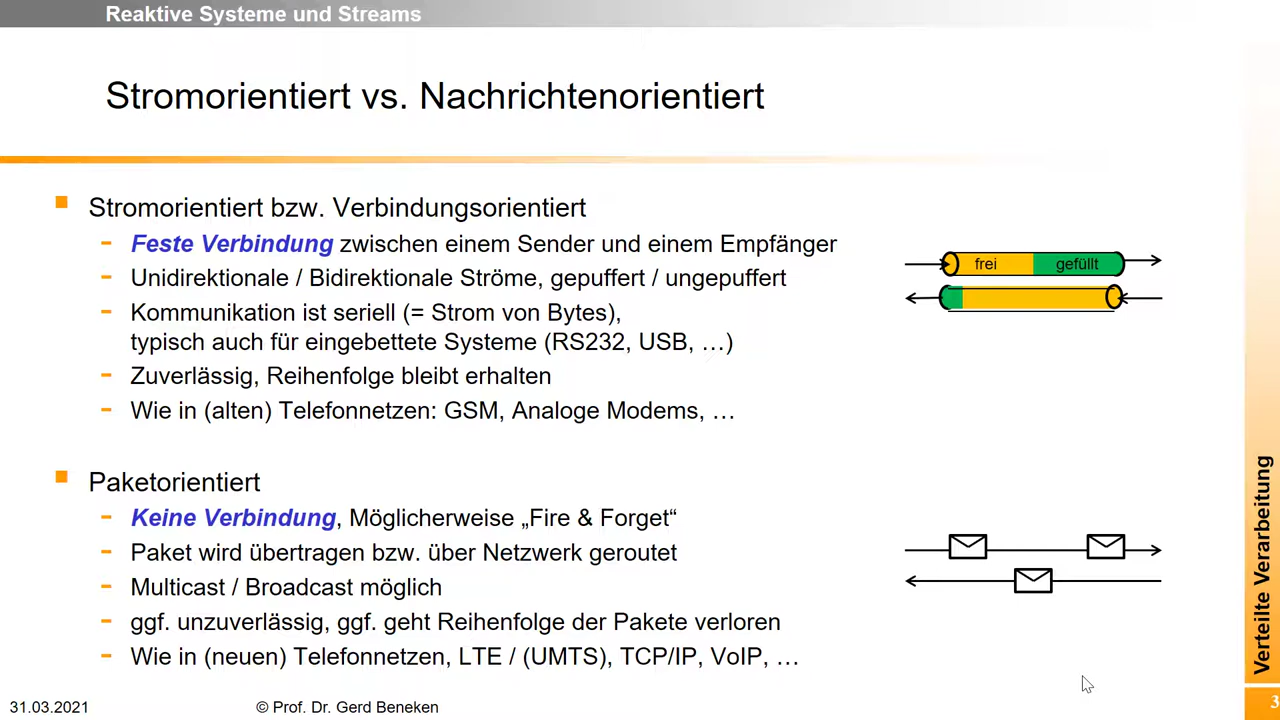 Reaktive Systeme und Streams
Stromorientiert vs. Nachrichtenorientiert
Stromorientiert bzw. Verbindungsorientiert
Feste Verbindung zwischen einem Sender und einem Empfänger
Unidirektionale / Bidirektionale Ströme, gepuffert / ungepuffert
Kommunikation ist seriell (= Strom von Bytes),
typisch auch für eingebettete Systeme (RS232, USB, …)
Zuverlässig, Reihenfolge bleibt erhalten
Wie in (alten) Telefonnetzen: GSM, Analoge Modems, …
frei
gefüllt
Paketorientiert
Keine Verbindung, Möglicherweise „Fire & Forget“
Paket wird übertragen bzw. über Netzwerk geroutet
Multicast / Broadcast möglich
ggf. unzuverlässig, ggf. geht Reihenfolge der Pakete verloren
Wie in (neuen) Telefonnetzen, LTE / (UMTS), TCP/IP, VoIP, …
Verteilte Verarbeitung
31.03.2021
© Prof. Dr. Gerd Beneken
3